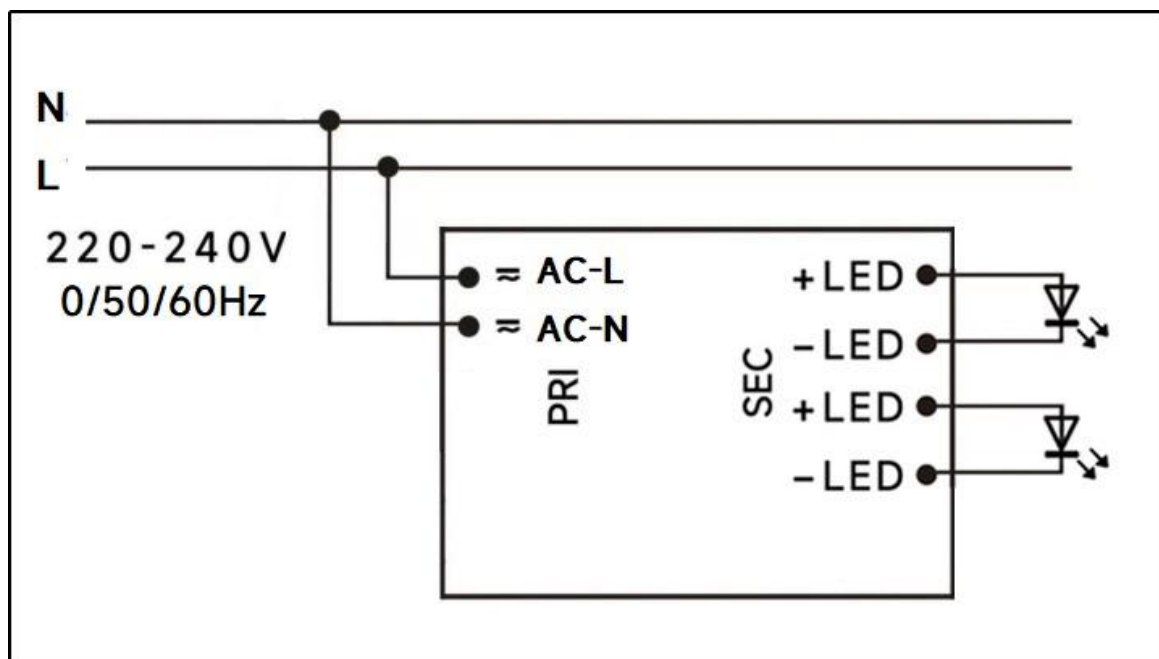 N
L
220-240V
0/50/60Hz
AC-L
AC-N
PRI
SEC
+LED
-LED
+LED
-LED